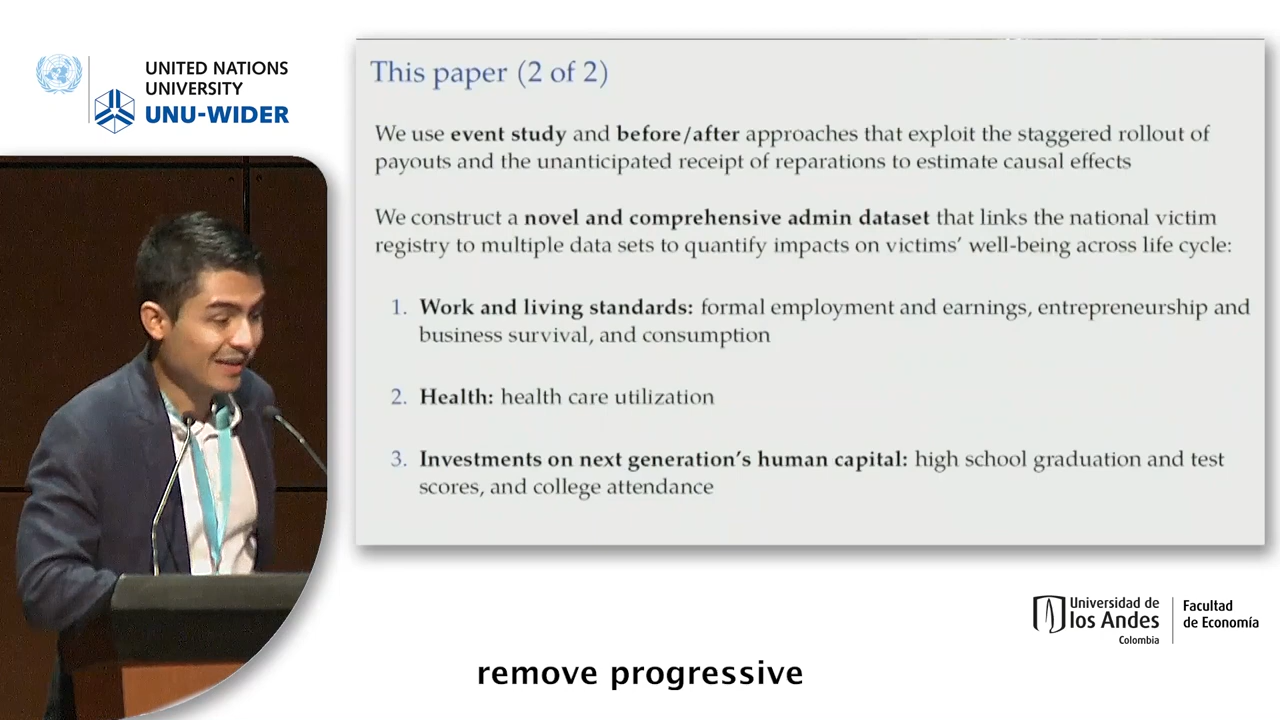 UNITED NATIONS
UNIVERSITY
UNU-WIDER
This paper (2 of 2)
We use event study and before/after approaches that exploit the staggered rollout of
payouts and the unanticipated receipt of reparations to estimate causal effects
We construct a novel and comprehensive admin dataset that links the national victim
registry to multiple data sets to quantify impacts on victims’ well-being across life cycle:
1. Work and living standards: formal employment and earnings, entrepreneurship and
business survival, and consumption
2. Health: health care utilization
3. Investments on next generation’s human capital: high school graduation and test
scores, and college attendance
Universidad de
los Andes
Colombia
Facultad
de Economía
remove progressive